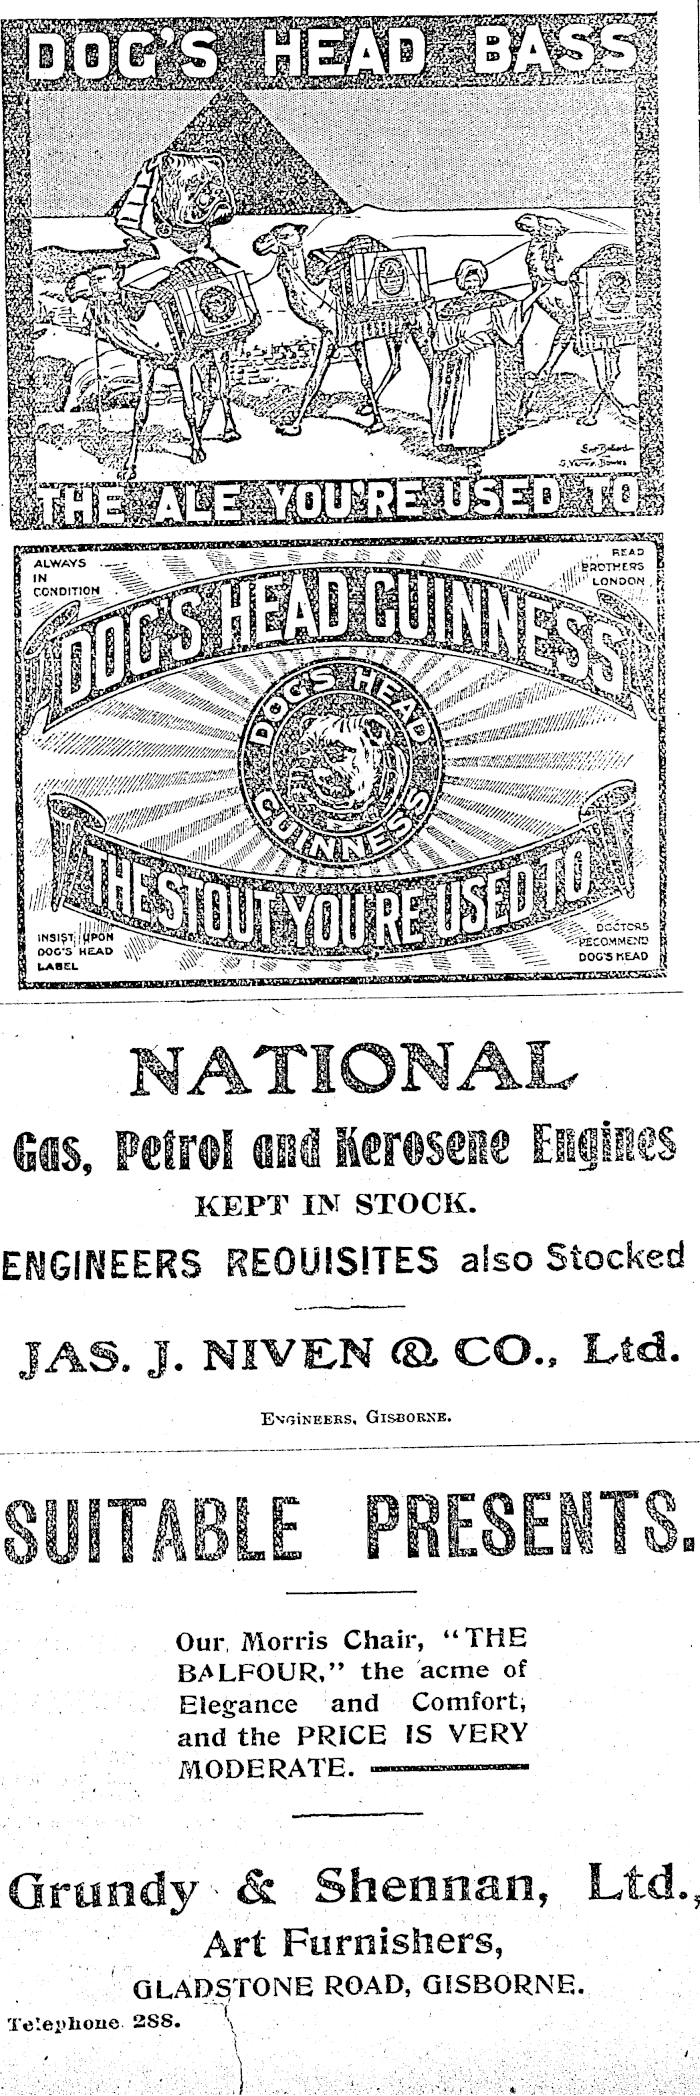 DOG'S HEAD BASS
THE ALE YOU'RE USED TO
ALWAYS
IN
CONDITION
READ
BROTHERS
LONDON
DOG'S HEAD GUINNESS
DOG'S HEAD
GUINNESS
THE STOUT YOU'RE USED TO
INSIST UPON
DOG'S HEAD
LABEL
DOCTORS
RECOMMEND
DOG'S HEAD
NATIONAL
Gas, Petrol and Kerosene Engines
KEPT IN STOCK.
ENGINEERS REQUISITES also Stocked
JAS. J. NIVEN & CO., Ltd.
ENGINEERS, GISBORNE.
SUITABLE PRESENTS.
Our Morris Chair, "THE
BALFOUR," the acme of
Elegance and Comfort,
and the PRICE IS VERY
MODERATE.
Grundy & Shennan, Ltd.,
Art Furnishers,
GLADSTONE ROAD, GISBORNE.
Telephone 288.